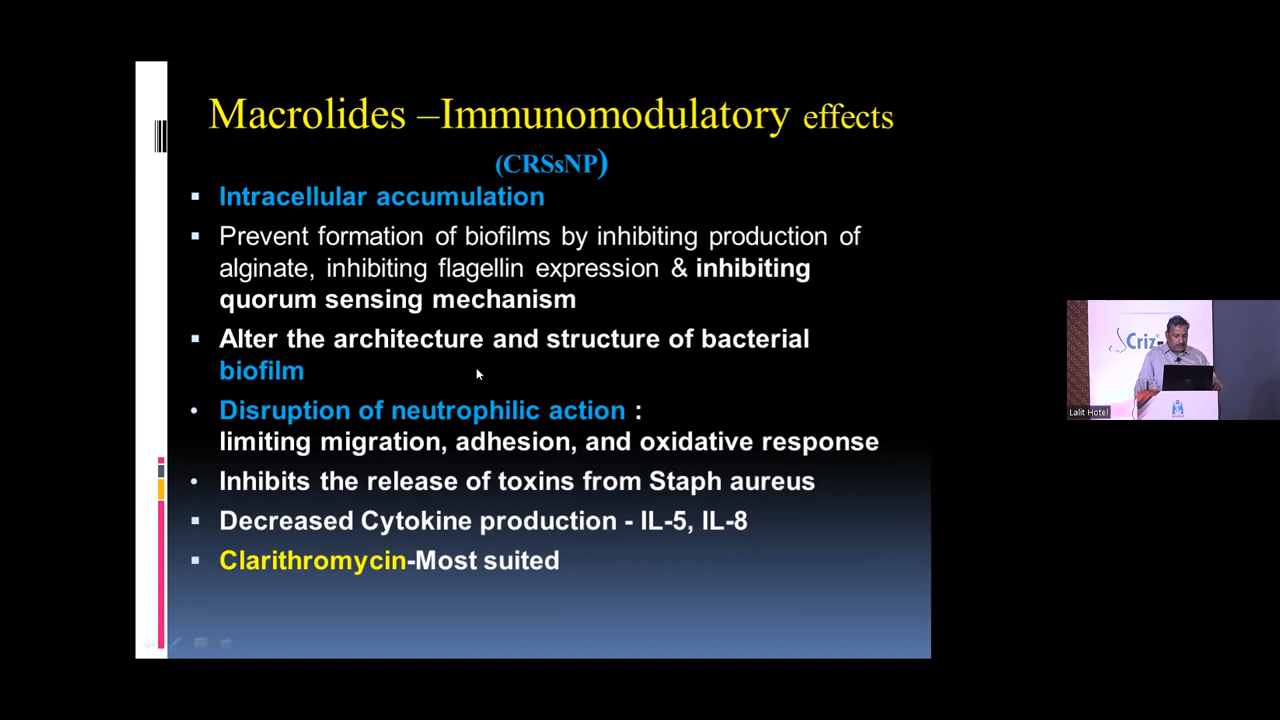 Macrolides –Immunomodulatory effects
(CRSsNP)
▪ Intracellular accumulation
▪ Prevent formation of biofilms by inhibiting production of
alginate, inhibiting flagellin expression & inhibiting
quorum sensing mechanism
▪ Alter the architecture and structure of bacterial
biofilm
• Disruption of neutrophilic action :
limiting migration, adhesion, and oxidative response
• Inhibits the release of toxins from Staph aureus
▪ Decreased Cytokine production - IL-5, IL-8
▪ Clarithromycin-Most suited
Criz
Lalit Hotel